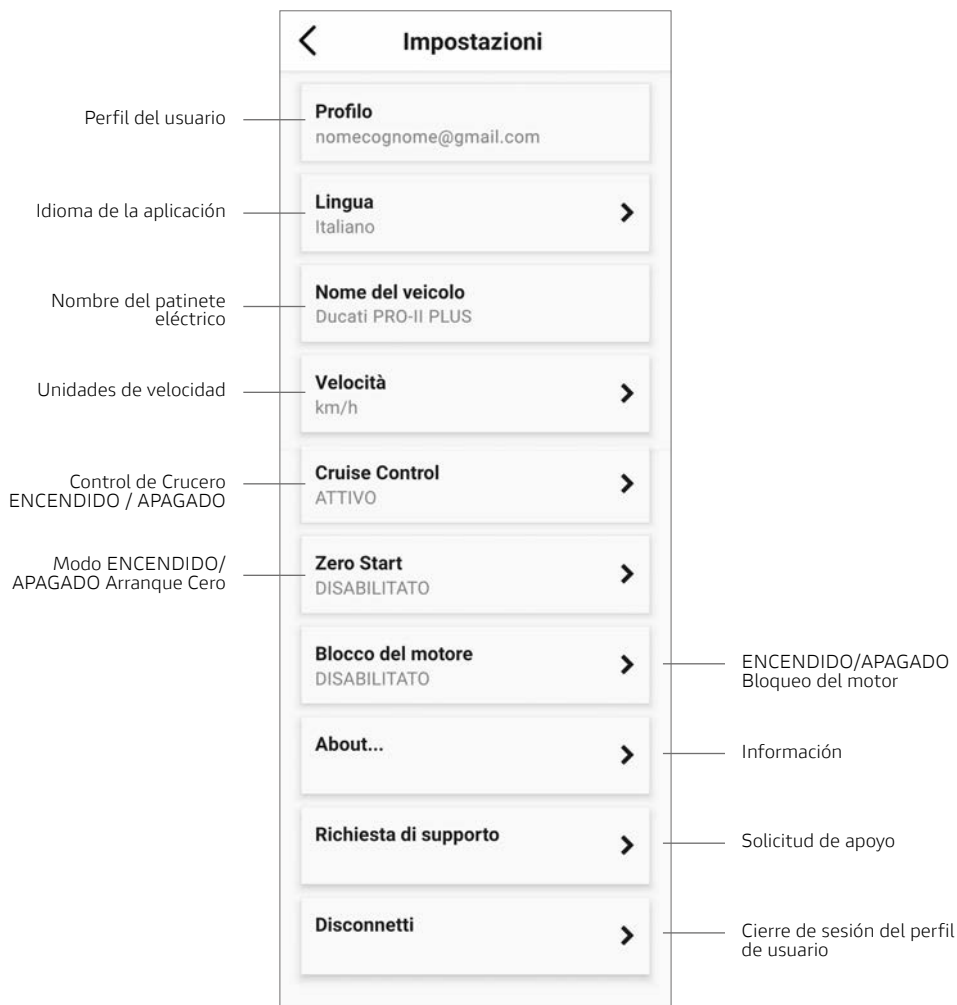 Impostazioni
Perfil del usuario
Profilo
nomecognome@gmail.com
Idioma de la aplicación
Lingua
Italiano
Nombre del patinete
eléctrico
Nome del veicolo
Ducati PRO-II PLUS
Unidades de velocidad
Velocità
km/h
Control de Crucero
ENCENDIDO / APAGADO
Cruise Control
ATTIVO
Modo ENCENDIDO/
APAGADO Arranque Cero
Zero Start
DISABILITATO
Blocco del motore
DISABILITATO
ENCENDIDO/APAGADO
Bloqueo del motor
About...
Información
Richiesta di supporto
Solicitud de apoyo
Disconnetti
Cierre de sesión del perfil
de usuario